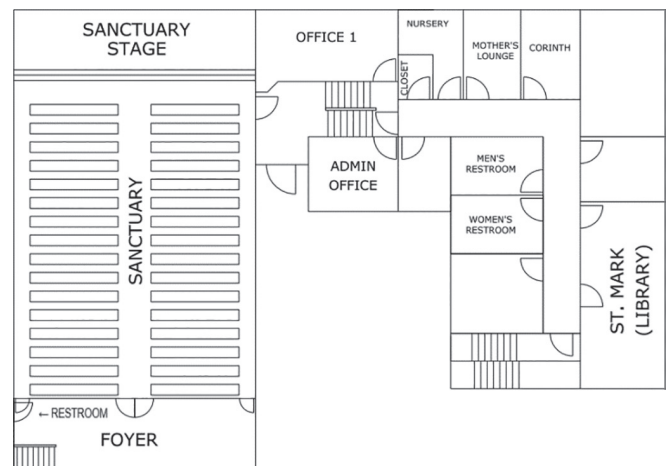 SANCTUARY
STAGE
OFFICE 1
NURSERY
CLOSET
MOTHER'S
LOUNGE
CORINTH
SANCTUARY
ADMIN
OFFICE
MEN'S
RESTROOM
WOMEN'S
RESTROOM
ST. MARK
(LIBRARY)
← RESTROOM
FOYER